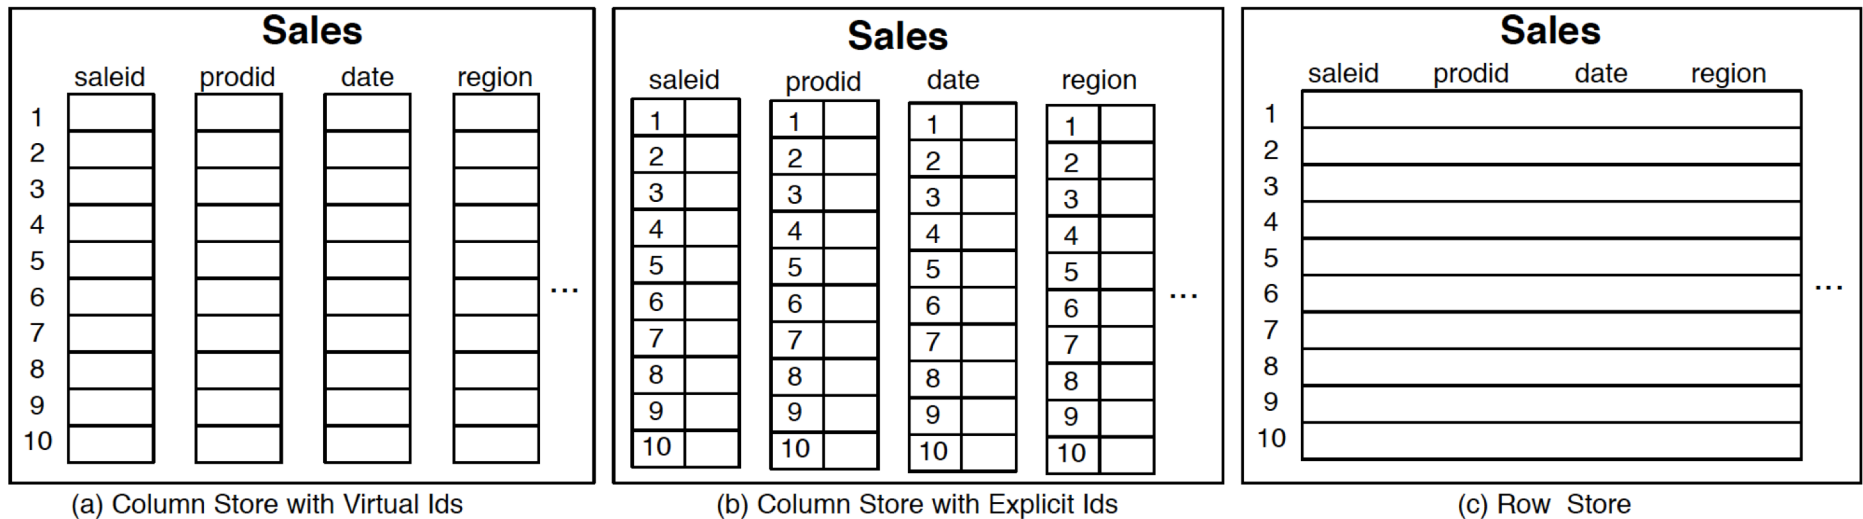 Sales
saleid prodid date region
1
2
3
4
5
6
7
8
9
10
...
(a) Column Store with Virtual Ids
Sales
saleid prodid date region
1 1 1 1
2 2 2 2
3 3 3 3
4 4 4 4
5 5 5 5
6 6 6 6
7 7 7 7
8 8 8 8
9 9 9 9
10 10 10 10
...
(b) Column Store with Explicit Ids
Sales
saleid prodid date region
1
2
3
4
5
6
7
8
9
10
...
(c) Row Store